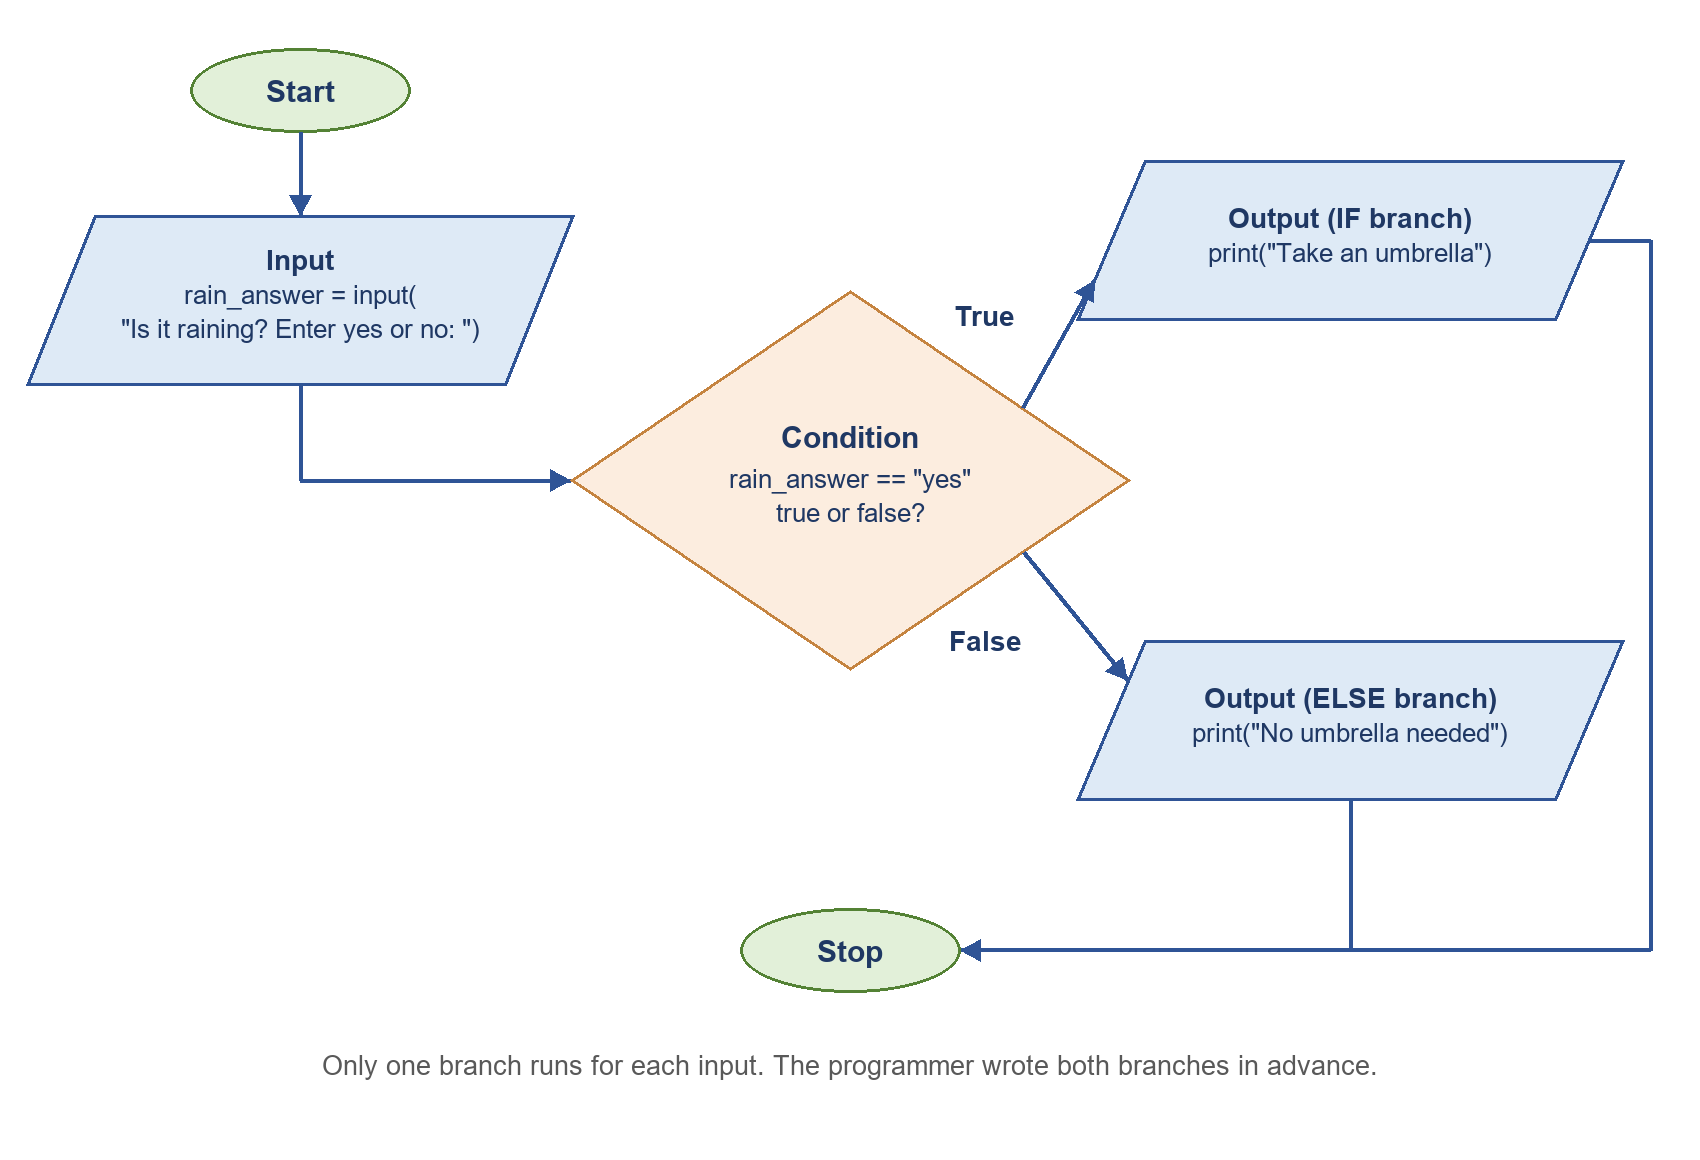 Start
Input
rain_answer = input(
"Is it raining? Enter yes or no: ")
Condition
rain_answer == "yes"
true or false?
True
Output (IF branch)
print("Take an umbrella")
False
Output (ELSE branch)
print("No umbrella needed")
Stop
Only one branch runs for each input. The programmer wrote both branches in advance.